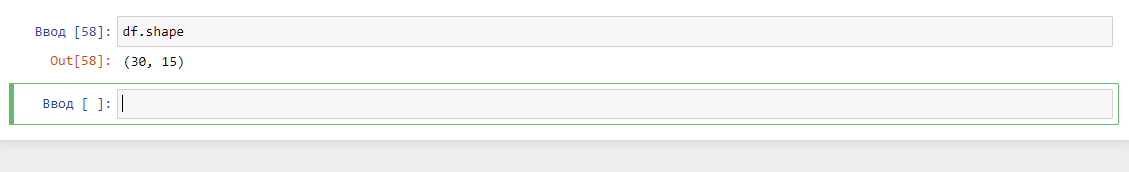 Ввод [58]: df.shape
Out[58]: (30, 15)
Ввод [ ]: